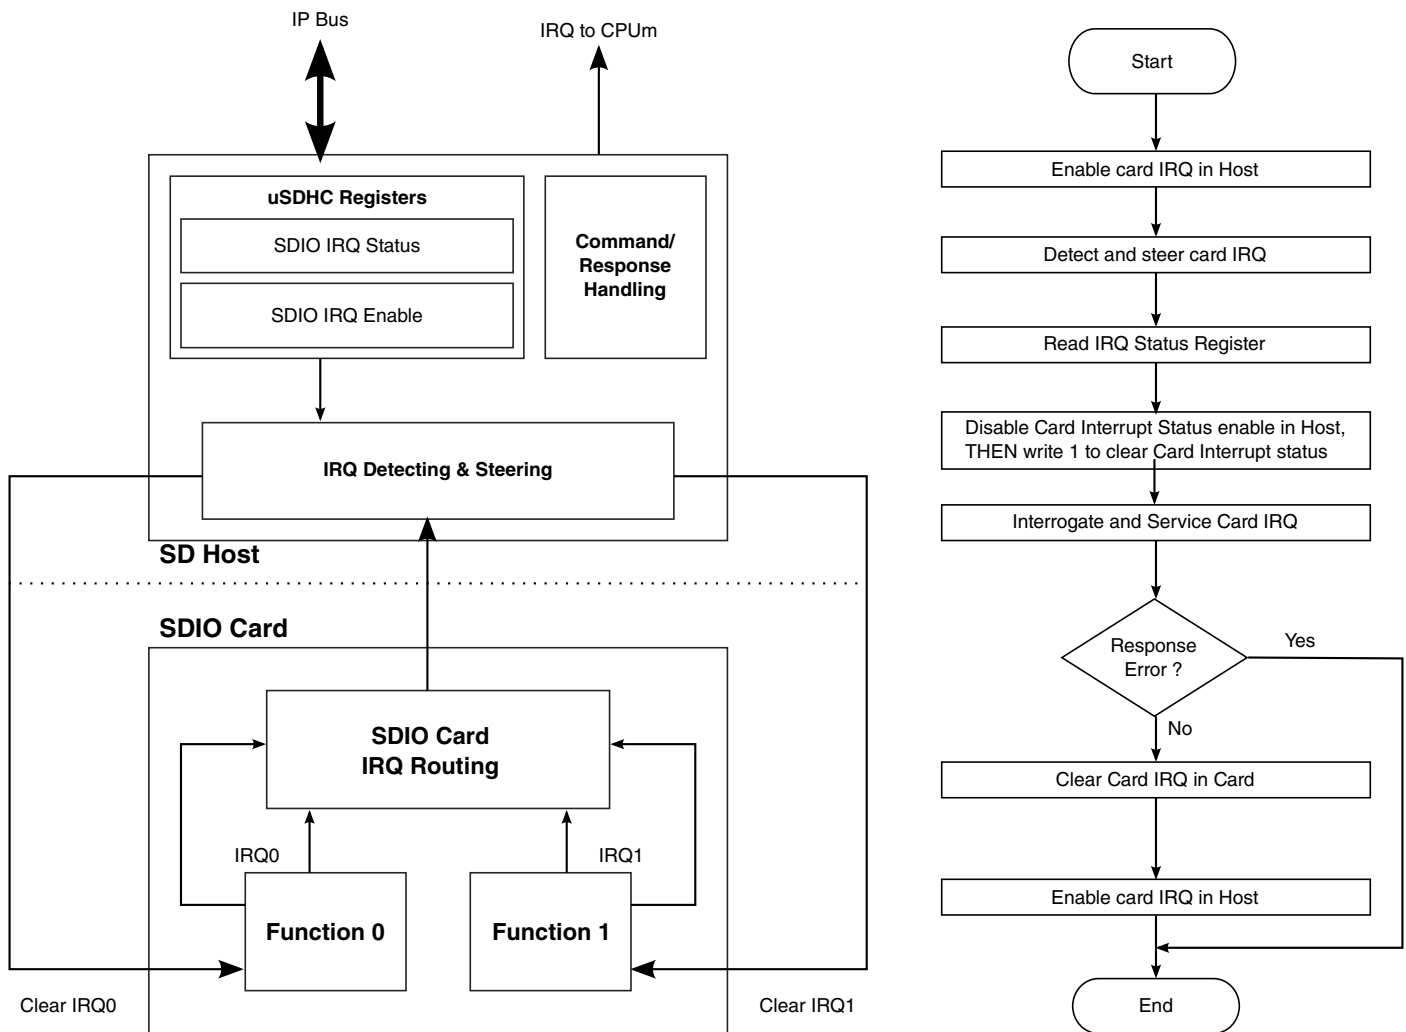 IP Bus
IRQ to CPUm
uSDHC Registers
SDIO IRQ Status
SDIO IRQ Enable
Command/
Response
Handling
IRQ Detecting & Steering
SD Host
SDIO Card
SDIO Card
IRQ Routing
IRQ0
IRQ1
Function 0
Function 1
Clear IRQ0
Clear IRQ1
Start
Enable card IRQ in Host
Detect and steer card IRQ
Read IRQ Status Register
Disable Card Interrupt Status enable in Host,
THEN write 1 to clear Card Interrupt status
Interrogate and Service Card IRQ
Response
Error ?
Yes
No
Clear Card IRQ in Card
Enable card IRQ in Host
End